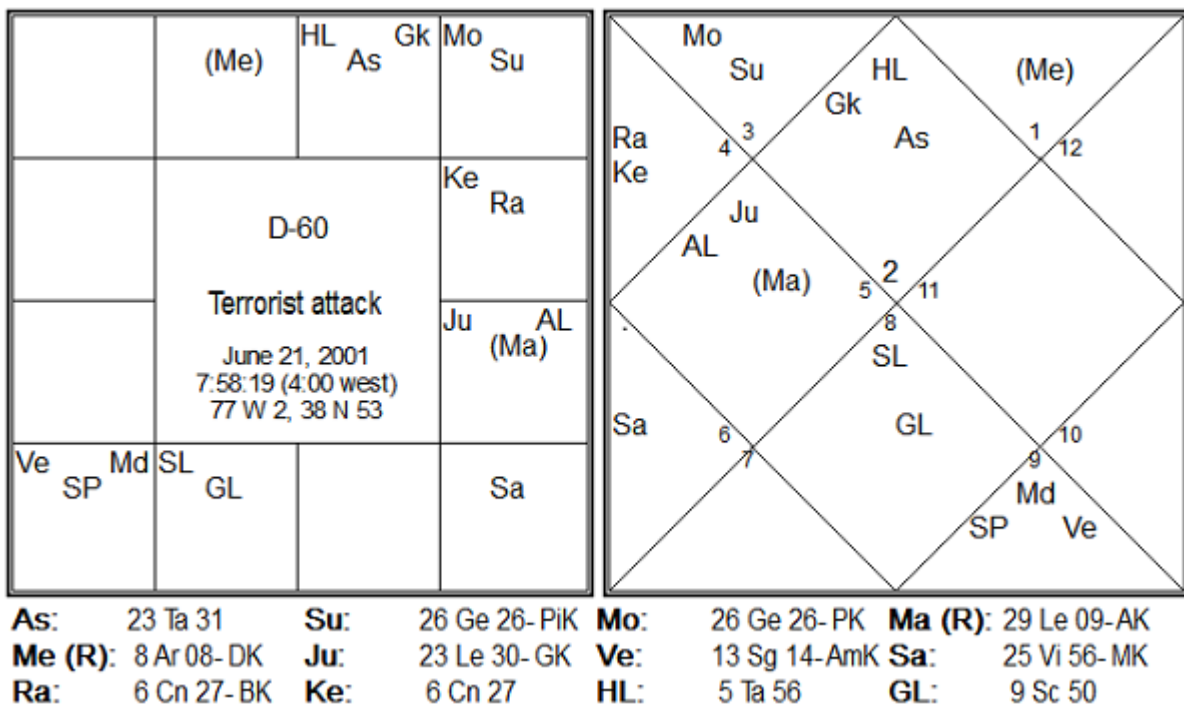 (Me)
HL Gk
As
Mo
Su
Ke
Ra
D-60
Terrorist attack
June 21, 2001
7:58:19 (4:00 west)
77 W 2, 38 N 53
Ju AL
(Ma)
Ve Md
SP
SL
GL
Sa
Mo
Su
HL
Gk
As
(Me)
Ra
Ke
3
4
1
12
Ju
AL
(Ma)
2
5 11
8
SL
Sa
GL
6
7
10
9
Md
SP Ve
As: 23 Ta 31 Su: 26 Ge 26-PiK Mo: 26 Ge 26-PK Ma (R): 29 Le 09-AK
Me (R): 8 Ar 08-DK Ju: 23 Le 30-GK Ve: 13 Sg 14-AmK Sa: 25 Vi 56-MK
Ra: 6 Cn 27-BK Ke: 6 Cn 27 HL: 5 Ta 56 GL: 9 Sc 50